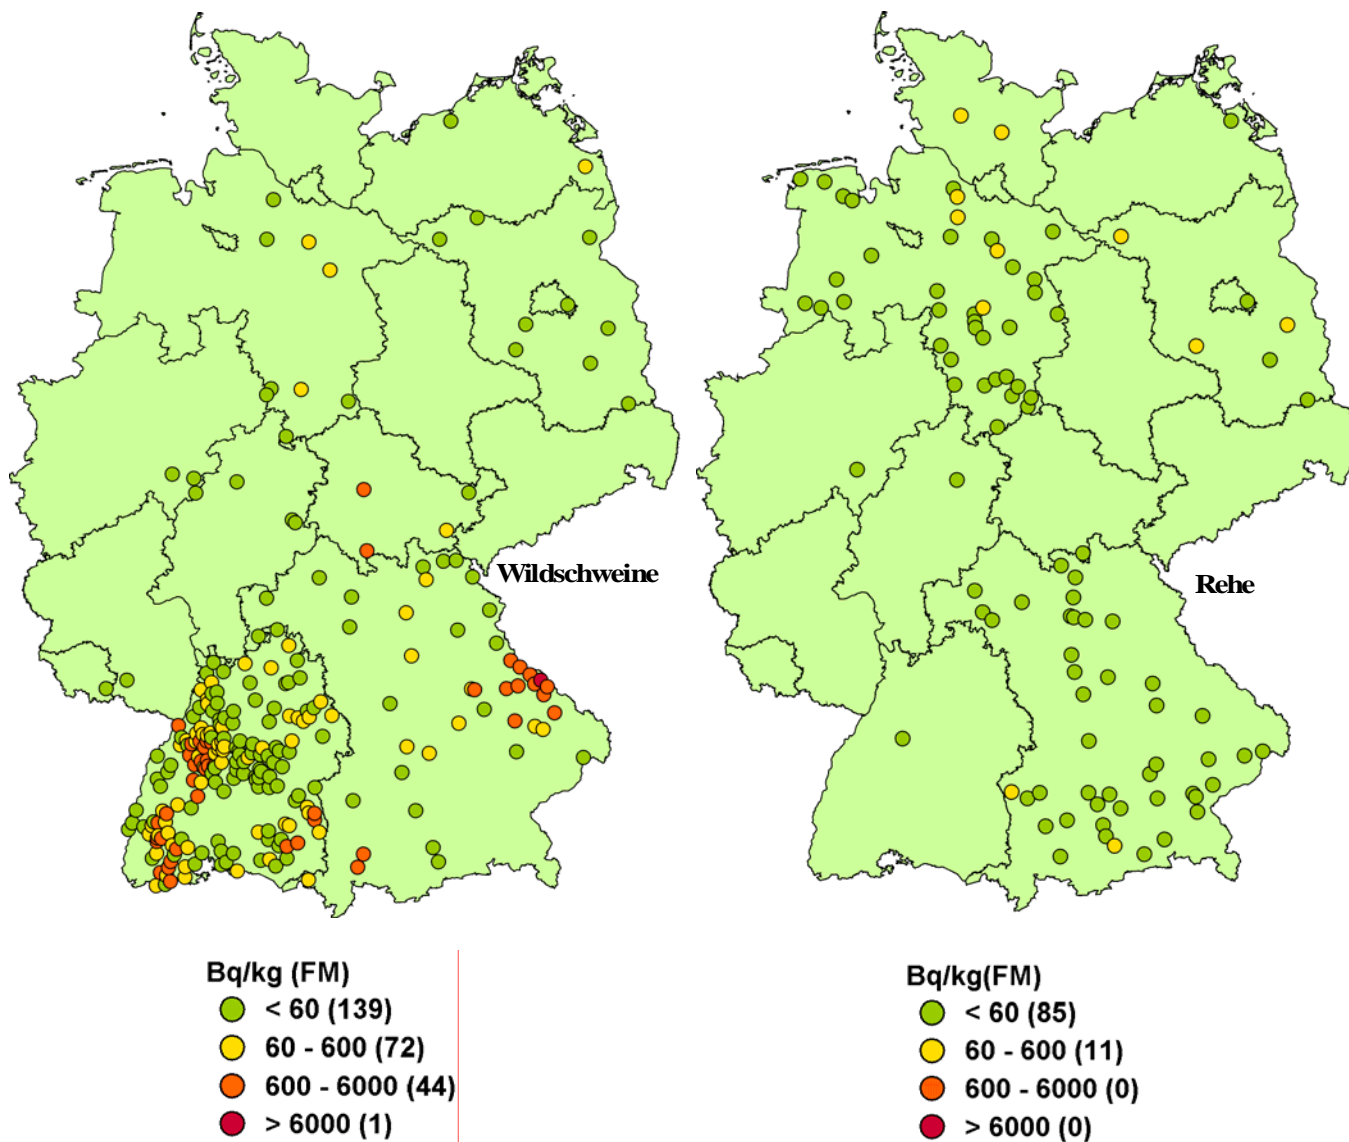 Wildschweine
Rehe
Bq/kg (FM)
< 60 (139)
60 - 600 (72)
600 - 6000 (44)
> 6000 (1)
Bq/kg(FM)
< 60 (85)
60 - 600 (11)
600 - 6000 (0)
> 6000 (0)